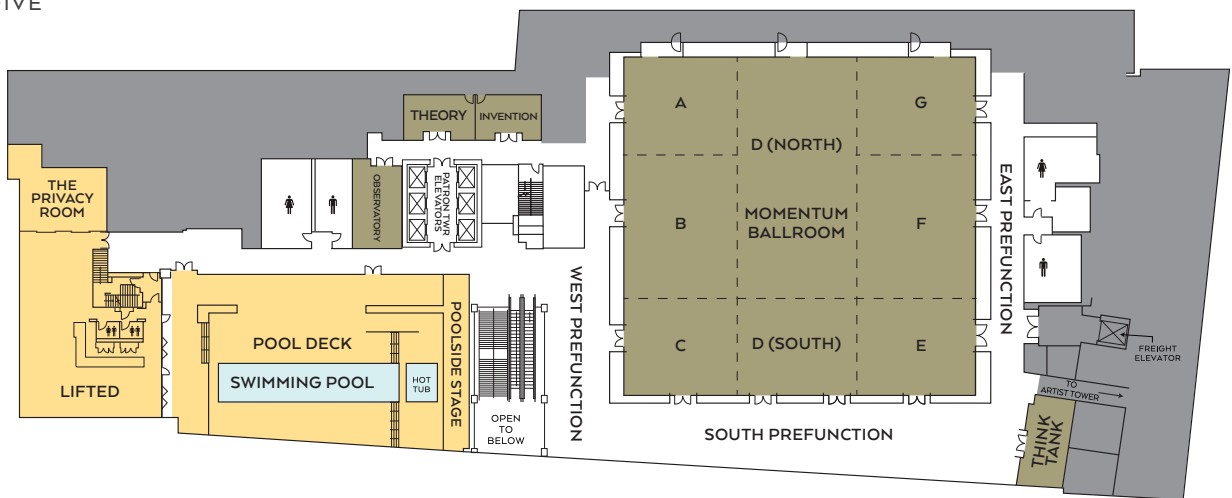 THEORY
INVENTION
A
G
D (NORTH)
THE
PRIVACY
ROOM
OBSERVATORY
PATRON TWR
ELEVATORS
EAST PREFUNCTION
B
MOMENTUM
BALLROOM
F
WEST PREFUNCTION
POOL DECK
POOLSIDE STAGE
C
D (SOUTH)
E
FREIGHT
ELEVATOR
SWIMMING POOL
HOT
TUB
LIFTED
TO
ARTIST TOWER
OPEN
TO
BELOW
SOUTH PREFUNCTION
THINK
TANK